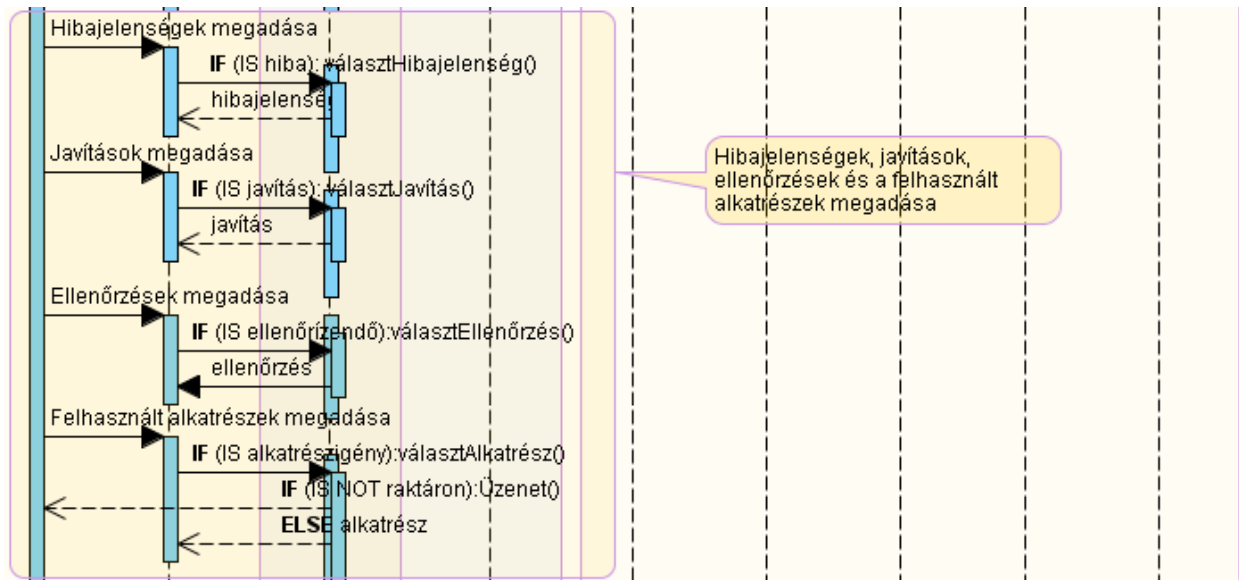 Hibajelenségek megadása
IF (IS hiba): választHibajelenség()
hibajelenség
Javítások megadása
IF (IS javítás): választJavítás()
javítás
Hibajelenségek, javítások,
ellenőrzések és a felhasznált
alkatrészek megadása
Ellenőrzések megadása
IF (IS ellenőrízendő):választEllenőrzés()
ellenőrzés
Felhasznált alkatrészek megadása
IF (IS alkatrészigény):választAlkatrész()
IF (IS NOT raktáron):Üzenet()
ELSE alkatrész